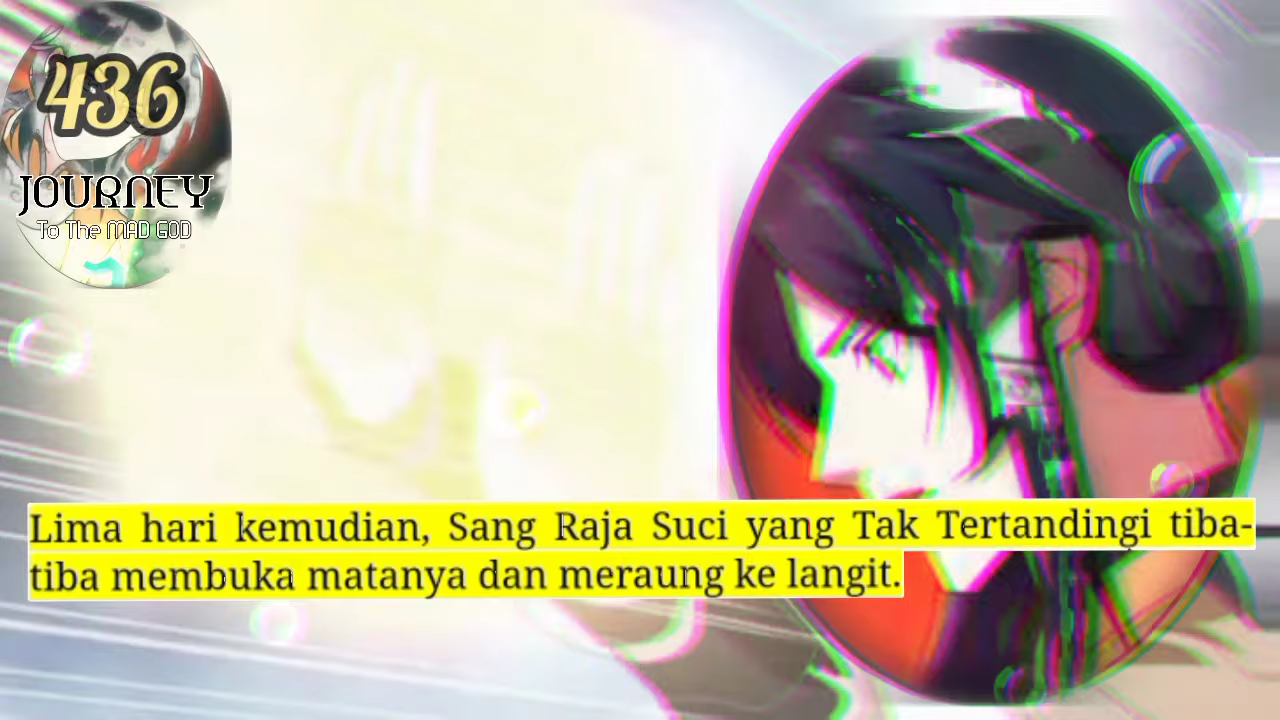 436
JOURNEY
To The MAD GOD
Lima hari kemudian, Sang Raja Suci yang Tak Tertandingi tiba-
tiba membuka matanya dan meraung ke langit.